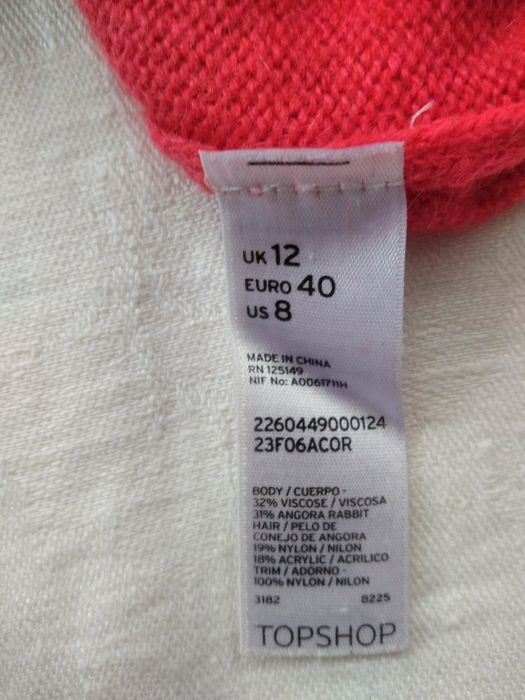 UK 12
EURO 40
US 8
MADE IN CHINA
RN 125149
NIF No: A0061711H
2260449000124
23F06ACOR
BODY / CUERPO -
32% VISCOSE / VISCOSA
31% ANGORA RABBIT
HAIR / PELO DE
CONEJO DE ANGORA
19% NYLON / NILON
18% ACRYLIC / ACRILICO
TRIM / ADORNO -
100% NYLON / NILON
3182 8225
TOPSHOP